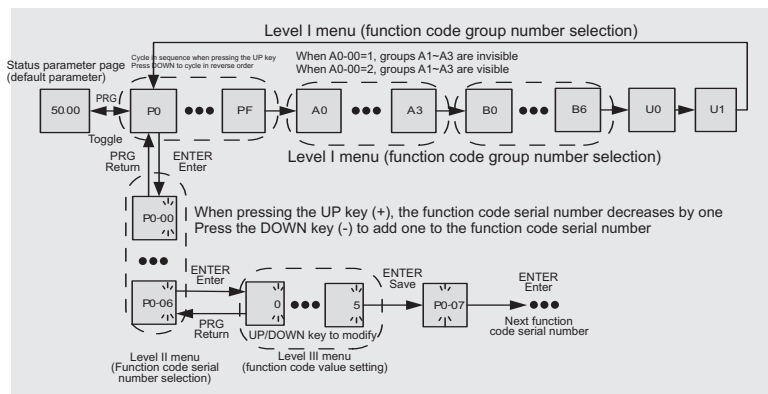 Level I menu (function code group number selection)
Status parameter page
(default parameter)
Cycle in sequence when pressing the UP key
Press DOWN to cycle in reverse order
When A0-00=1, groups A1~A3 are invisible
When A0-00=2, groups A1~A3 are visible
50.00
PRG
Toggle
P0
PF
A0
A3
B0
B6
U0
U1
Level I menu (function code group number selection)
PRG
Return
ENTER
Enter
P0-00
When pressing the UP key (+), the function code serial number decreases by one
Press the DOWN key (-) to add one to the function code serial number
P0-06
ENTER
Enter
PRG
Return
0
5
UP/DOWN key to modify
ENTER
Save
P0-07
ENTER
Enter
Next function
code serial number
Level II menu
(Function code serial
number selection)
Level III menu
(function code value setting)